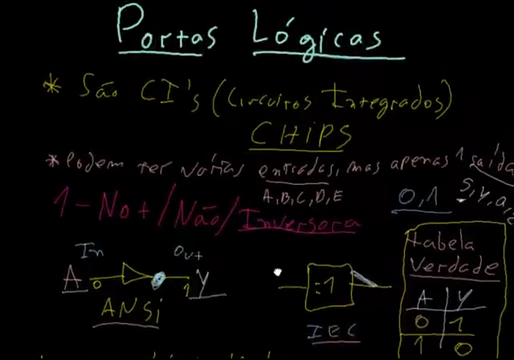 Portas Lógicas
* São CI's (Circuitos Integrados)
CHIPS
* Podem ter várias entradas, mas apenas 1 saída
A, B, C, D, E
0,1
S, Y, Q,
1 - Not / Não / Inversora
In
Out
A 0 1 Y
ANSi
:1
IEC
tabela
Verdade
A Y
0 1
1 0